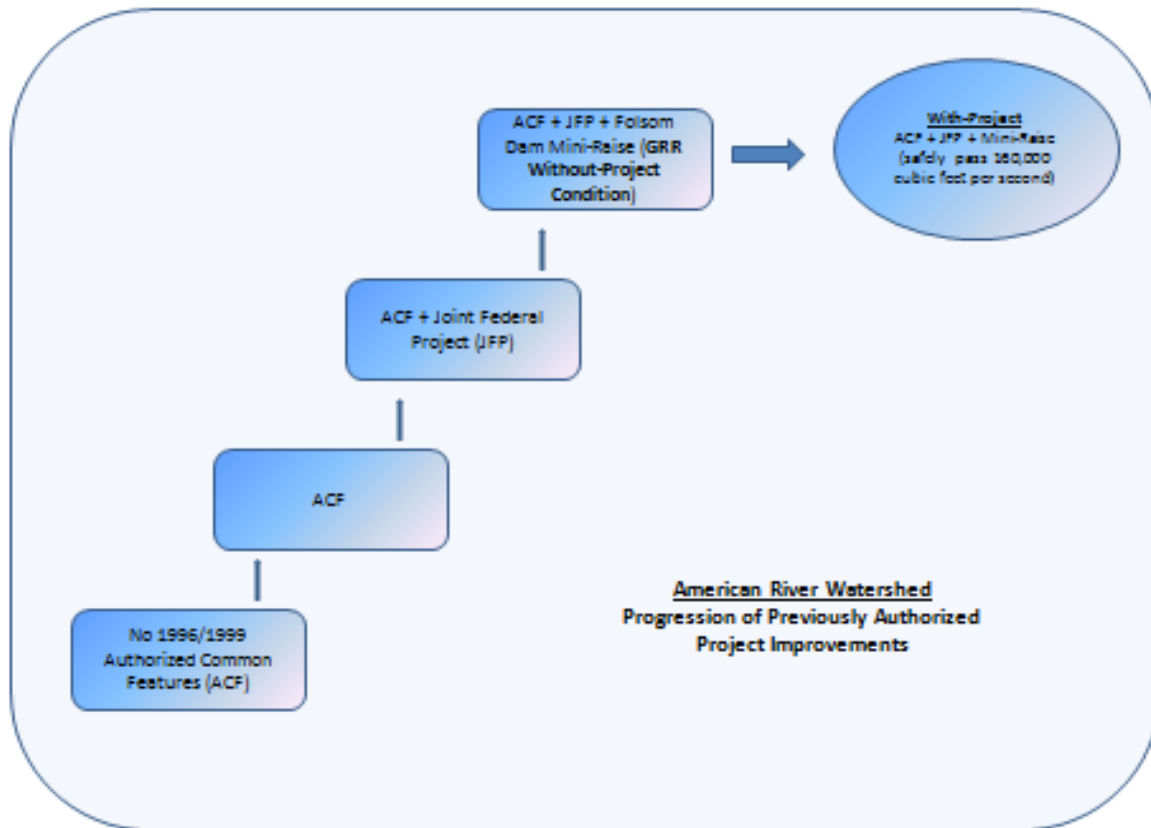 ACF + JFP + Folsom
Dam Mini-Raise (GRR
Without-Project
Condition)
With-Project
ACF + JFP + Mini-Raise
(safely pass 160,000
cubic feet per second)
ACF + Joint Federal
Project (JFP)
ACF
No 1996/1999
Authorized Common
Features (ACF)
American River Watershed
Progression of Previously Authorized
Project Improvements